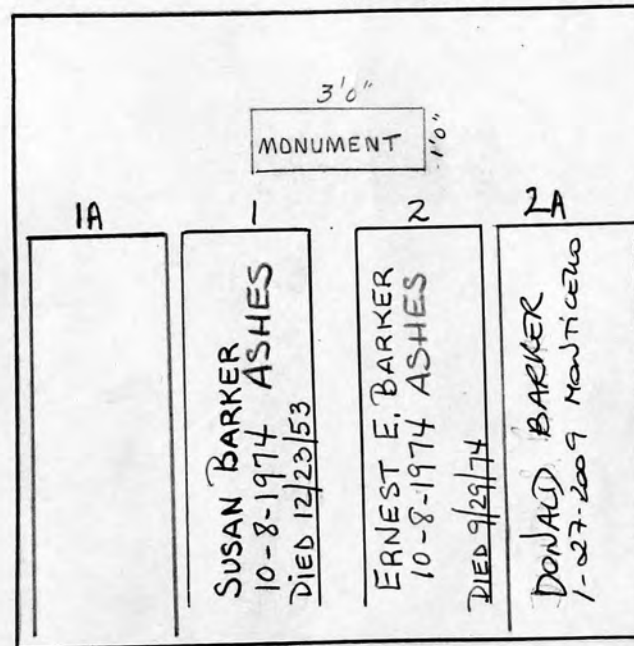 3'0"
MONUMENT
1'0"
1A
1
2
2A
SUSAN BARKER
10-8-1974 ASHES
DIED 12/23/53
ERNEST E. BARKER
10-8-1974 ASHES
DIED 9/29/74
DONALD BARKER
1-27-2009 MONTICELLO